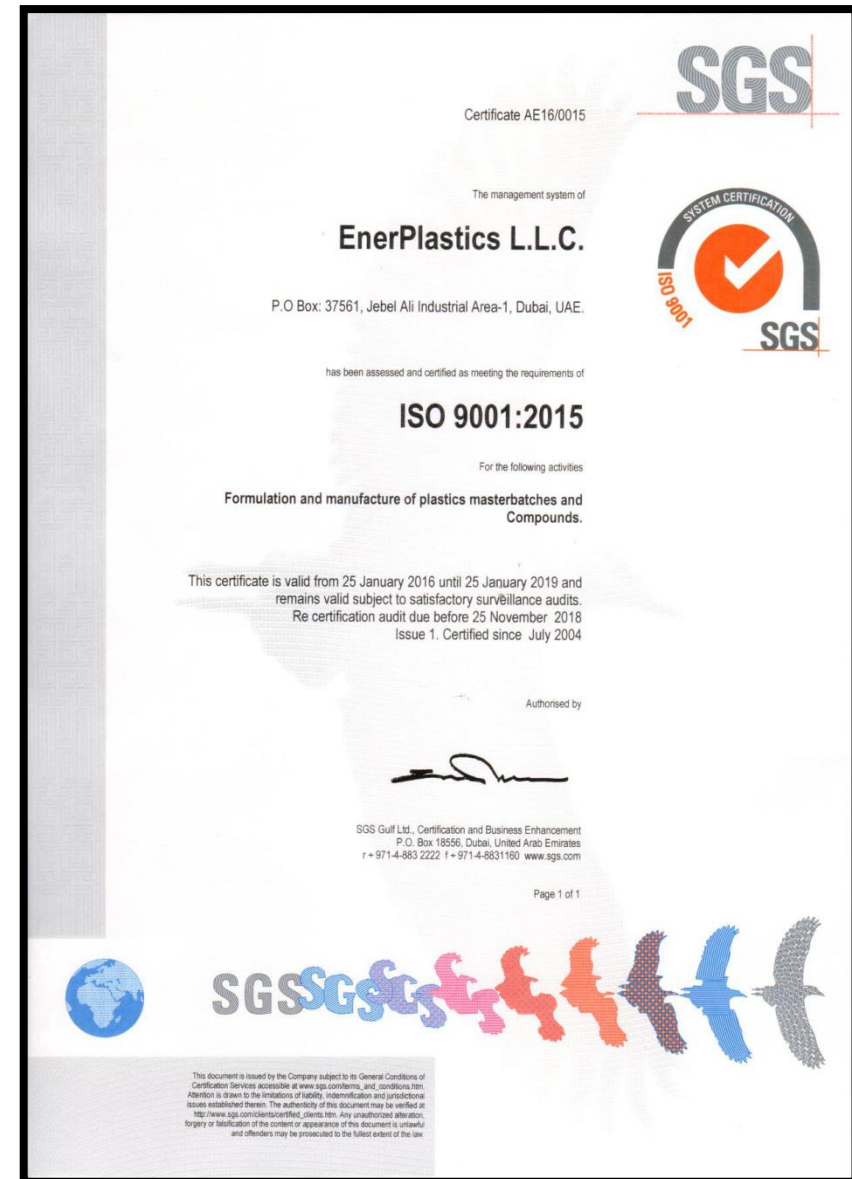 SGS
Certificate AE16/0015
The management system of
EnerPlastics L.L.C.
SYSTEM CERTIFICATION
ISO 9001
SGS
P.O Box: 37561, Jebel Ali Industrial Area-1, Dubai, UAE.
has been assessed and certified as meeting the requirements of
ISO 9001:2015
For the following activities
Formulation and manufacture of plastics masterbatches and
Compounds.
This certificate is valid from 25 January 2016 until 25 January 2019 and
remains valid subject to satisfactory surveillance audits.
Re certification audit due before 25 November 2018
Issue 1. Certified since July 2004
Authorised by
SGS Gulf Ltd., Certification and Business Enhancement
P.O. Box 18556, Dubai, United Arab Emirates
r + 971-4-883 2222 f + 971-4-8831160 www.sgs.com
Page 1 of 1
SGSSGSSGS
This document is issued by the Company subject to its General Conditions of
Certification Services accessible at www.sgs.com/terms_and_conditions.htm.
Attention is drawn to the limitations of liability, indemnification and jurisdictional
issues established therein. The authenticity of this document may be verified at
http://www.sgs.com/clients/certified_clients.htm. Any unauthorized alteration,
forgery or falsification of the content or appearance of this document is unlawful
and offenders may be prosecuted to the fullest extent of the law.